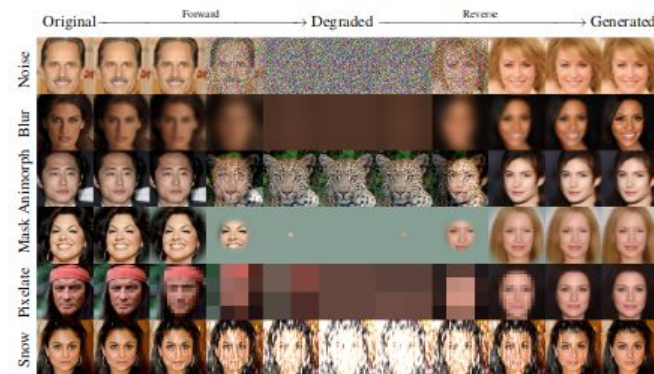 Original Forward Degraded Reverse Generated
Noise
Blur
Animorph
Mask
Pixelate
Snow